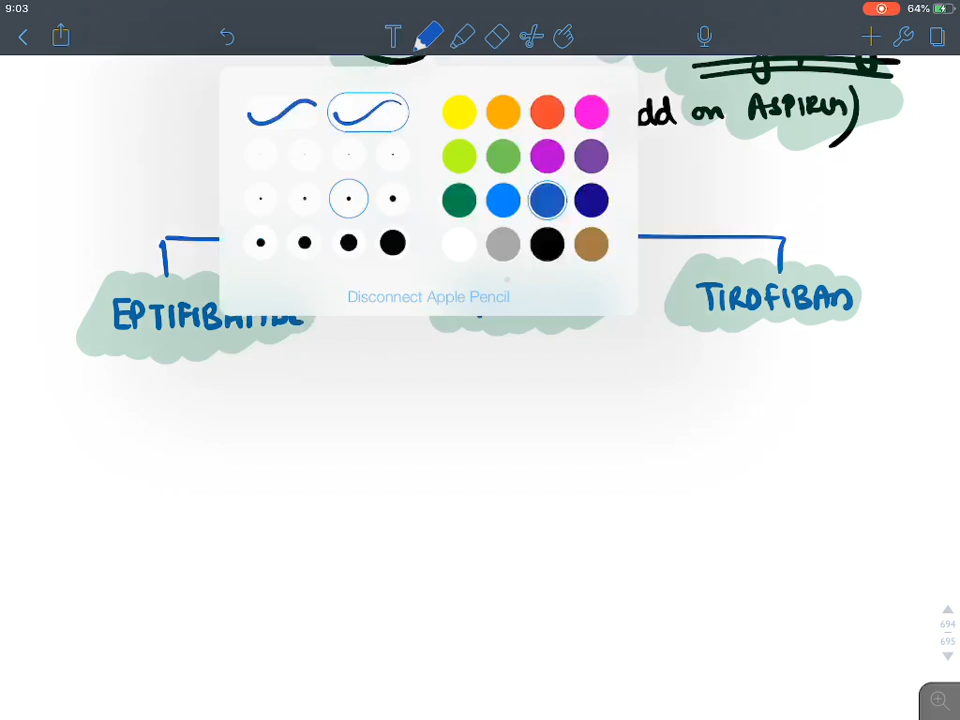 9:03
64%
T
dd on ASPIRIN)
Disconnect Apple Pencil
EPTIFIBATIDE
TIROFIBAN
694
695